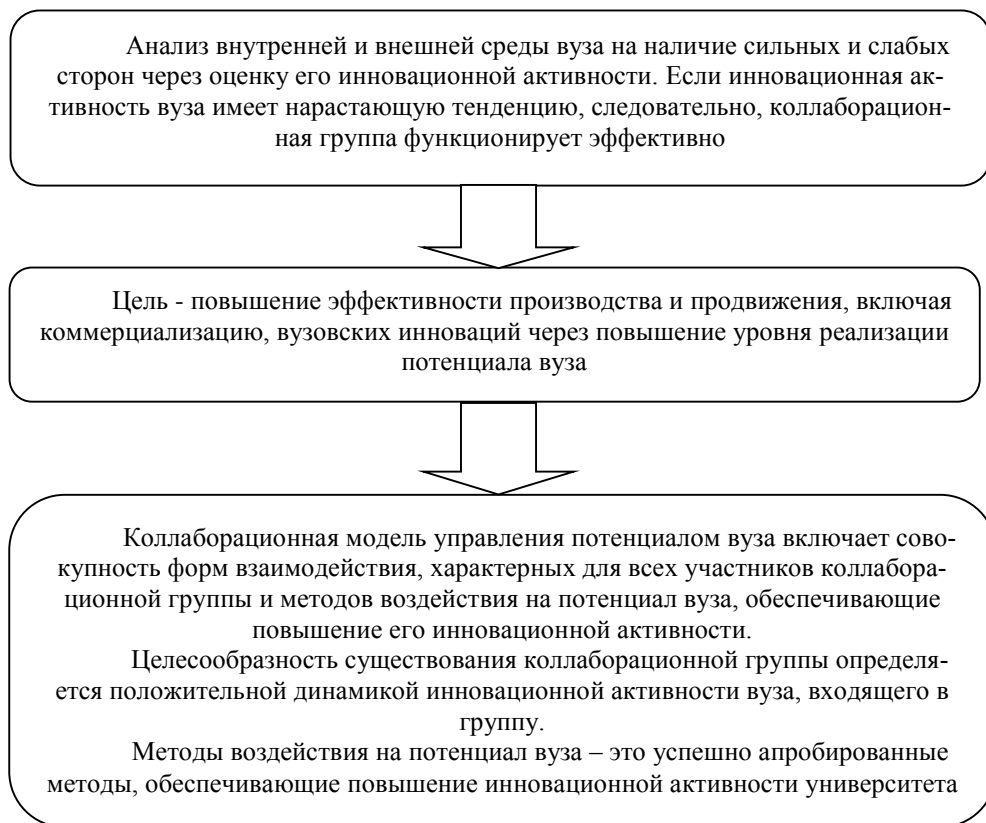 Анализ внутренней и внешней среды вуза на наличие сильных и слабых
сторон через оценку его инновационной активности. Если инновационная ак-
тивность вуза имеет нарастающую тенденцию, следовательно, коллаборацион-
ная группа функционирует эффективно
Цель - повышение эффективности производства и продвижения, включая
коммерциализацию, вузовских инноваций через повышение уровня реализации
потенциала вуза
Коллаборационная модель управления потенциалом вуза включает сово-
купность форм взаимодействия, характерных для всех участников коллабора-
ционной группы и методов воздействия на потенциал вуза, обеспечивающие
повышение его инновационной активности.
Целесообразность существования коллаборационной группы определя-
ется положительной динамикой инновационной активности вуза, входящего в
группу.
Методы воздействия на потенциал вуза – это успешно апробированные
методы, обеспечивающие повышение инновационной активности университета